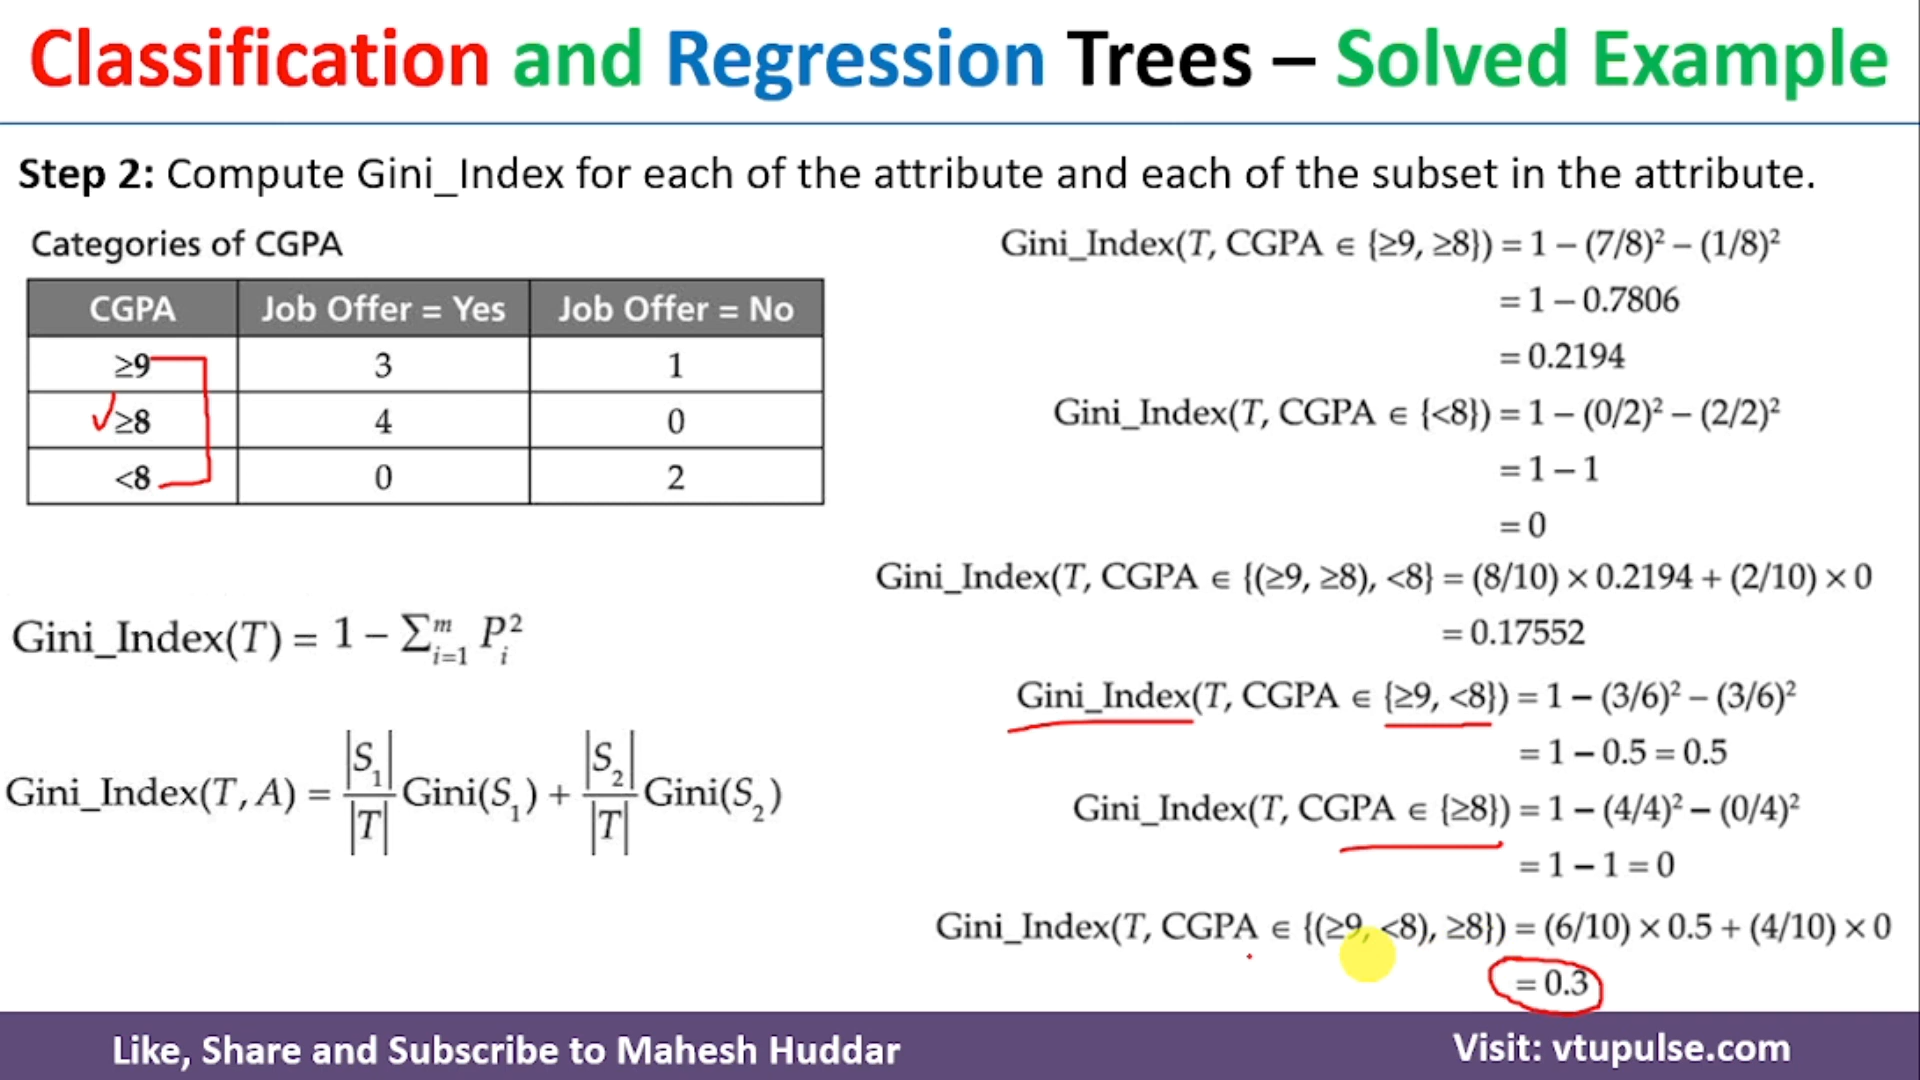 Classification and Regression Trees – Solved Example
Step 2: Compute Gini_Index for each of the attribute and each of the subset in the attribute.
Categories of CGPA
CGPA Job Offer = Yes Job Offer = No
≥9 3 1
≥8 4 0
<8 0 2
Gini_Index(T) = 1 – ∑ᵐᵢ₌₁ Pᵢ²
Gini_Index(T, A) = |S₁|/|T| Gini(S₁) + |S₂|/|T| Gini(S₂)
Gini_Index(T, CGPA ∈ {≥9, ≥8}) = 1 – (7/8)² – (1/8)²
= 1 – 0.7806
= 0.2194
Gini_Index(T, CGPA ∈ {<8}) = 1 – (0/2)² – (2/2)²
= 1 – 1
= 0
Gini_Index(T, CGPA ∈ {(≥9, ≥8), <8} = (8/10) × 0.2194 + (2/10) × 0
= 0.17552
Gini_Index(T, CGPA ∈ {≥9, <8}) = 1 – (3/6)² – (3/6)²
= 1 – 0.5 = 0.5
Gini_Index(T, CGPA ∈ {≥8}) = 1 – (4/4)² – (0/4)²
= 1 – 1 = 0
Gini_Index(T, CGPA ∈ {(≥9, <8), ≥8}) = (6/10) × 0.5 + (4/10) × 0
= 0.3
Like, Share and Subscribe to Mahesh Huddar
Visit: vtupulse.com